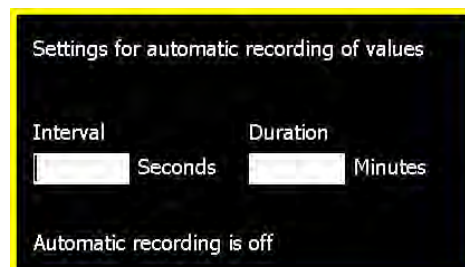 Settings for automatic recording of values
Interval Duration
Seconds Minutes
Automatic recording is off